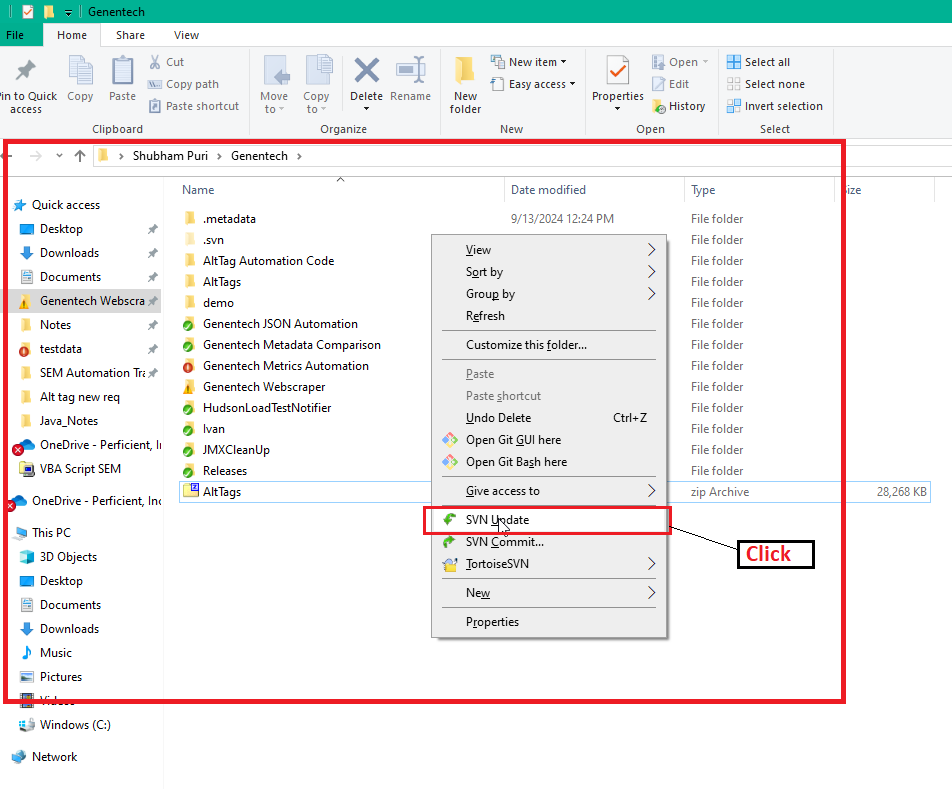 Genentech
File Home Share View
Pin to Quick access
Copy
Paste
Cut
Copy path
Paste shortcut
Clipboard
Move to
Copy to
Delete
Rename
Organize
New folder
New item
Easy access
New
Properties
Open
Edit
History
Open
Select all
Select none
Invert selection
Select
Shubham Puri > Genentech >
Name Date modified Type Size
Quick access
Desktop
Downloads
Documents
Genentech Webscra
Notes
testdata
SEM Automation Tra
Alt tag new req
Java_Notes
OneDrive - Perficient, I
VBA Script SEM
OneDrive - Perficient, Inc
This PC
3D Objects
Desktop
Documents
Downloads
Music
Pictures
Videos
Windows (C:)
Network
.metadata 9/13/2024 12:24 PM File folder
.svn File folder
AltTag Automation Code File folder
AltTags File folder
demo File folder
Genentech JSON Automation File folder
Genentech Metadata Comparison File folder
Genentech Metrics Automation File folder
Genentech Webscraper File folder
HudsonLoadTestNotifier File folder
Ivan File folder
JMXCleanUp File folder
Releases File folder
AltTags zip Archive 28,268 KB
View
Sort by
Group by
Refresh
Customize this folder...
Paste
Paste shortcut
Undo Delete Ctrl+Z
Open Git GUI here
Open Git Bash here
Give access to
SVN Update
SVN Commit...
TortoiseSVN
New
Properties
Click